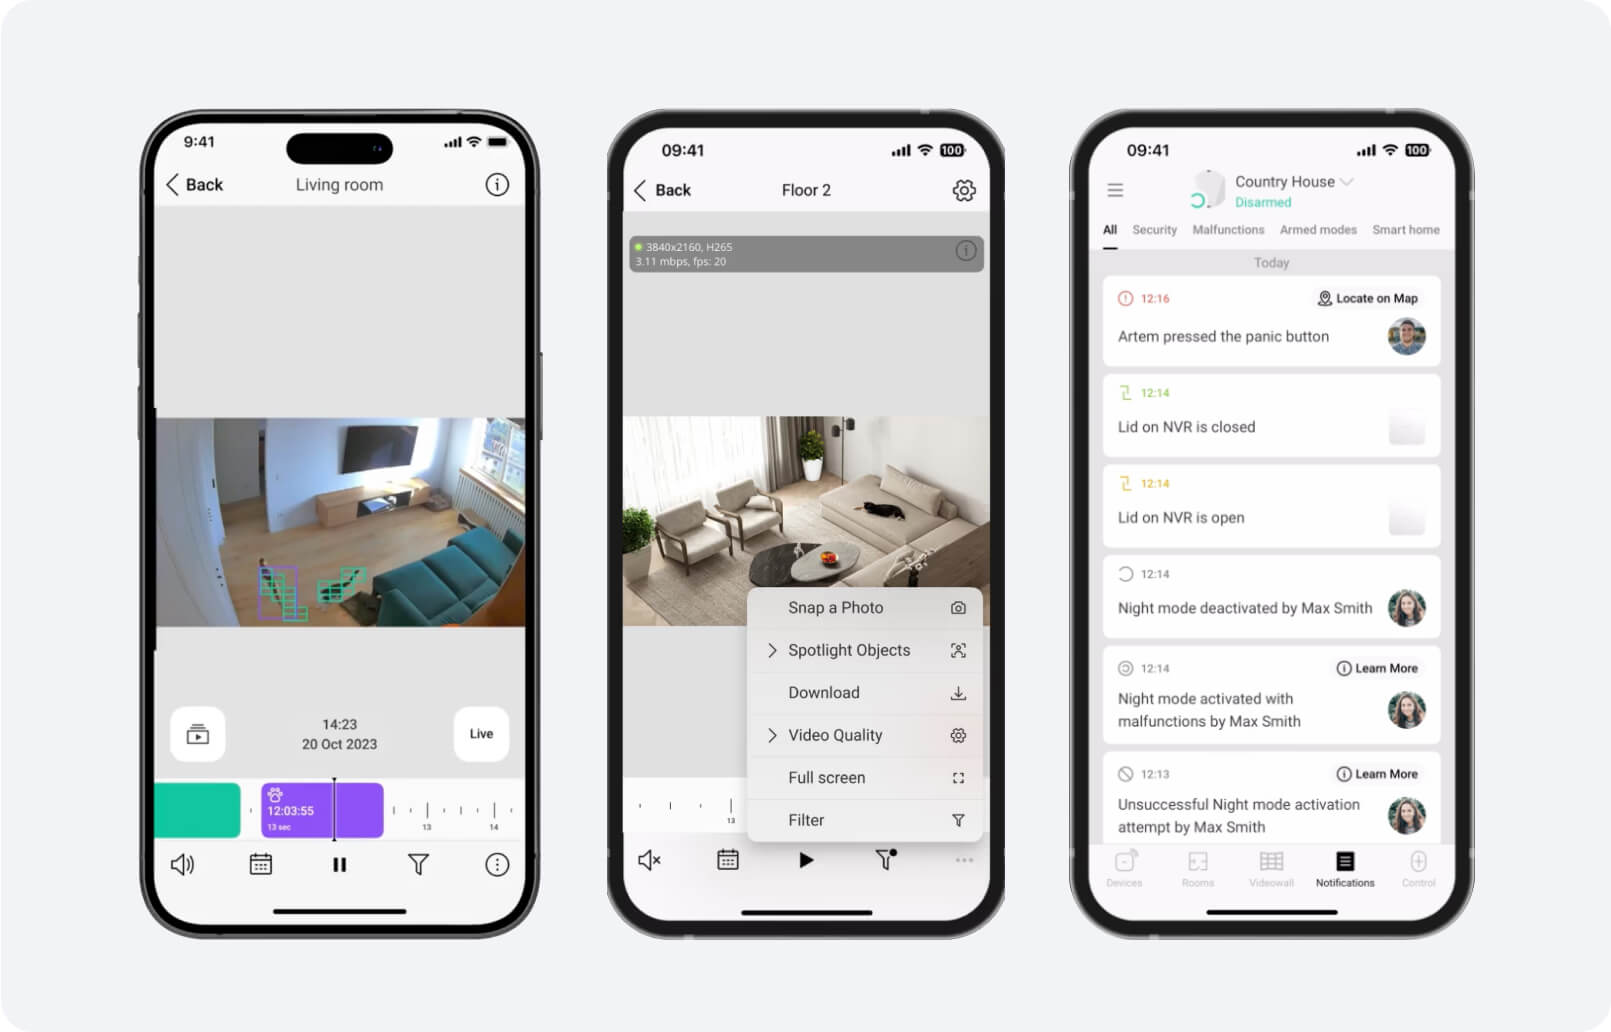 9:41
Back
Living room
14:23
20 Oct 2023
Live
12:03:55
13 sec
13
14
09:41
100
Back
Floor 2
3840x2160, H265
3.11 mbps, fps: 20
Snap a Photo
Spotlight Objects
Download
Video Quality
Full screen
Filter
13
09:41
100
Country House
Disarmed
All Security Malfunctions Armed modes Smart home
Today
12:16
Locate on Map
Artem pressed the panic button
12:14
Lid on NVR is closed
12:14
Lid on NVR is open
12:14
Night mode deactivated by Max Smith
12:14
Learn More
Night mode activated with
malfunctions by Max Smith
12:13
Learn More
Unsuccessful Night mode activation
attempt by Max Smith
Devices Rooms Videowall Notifications Control